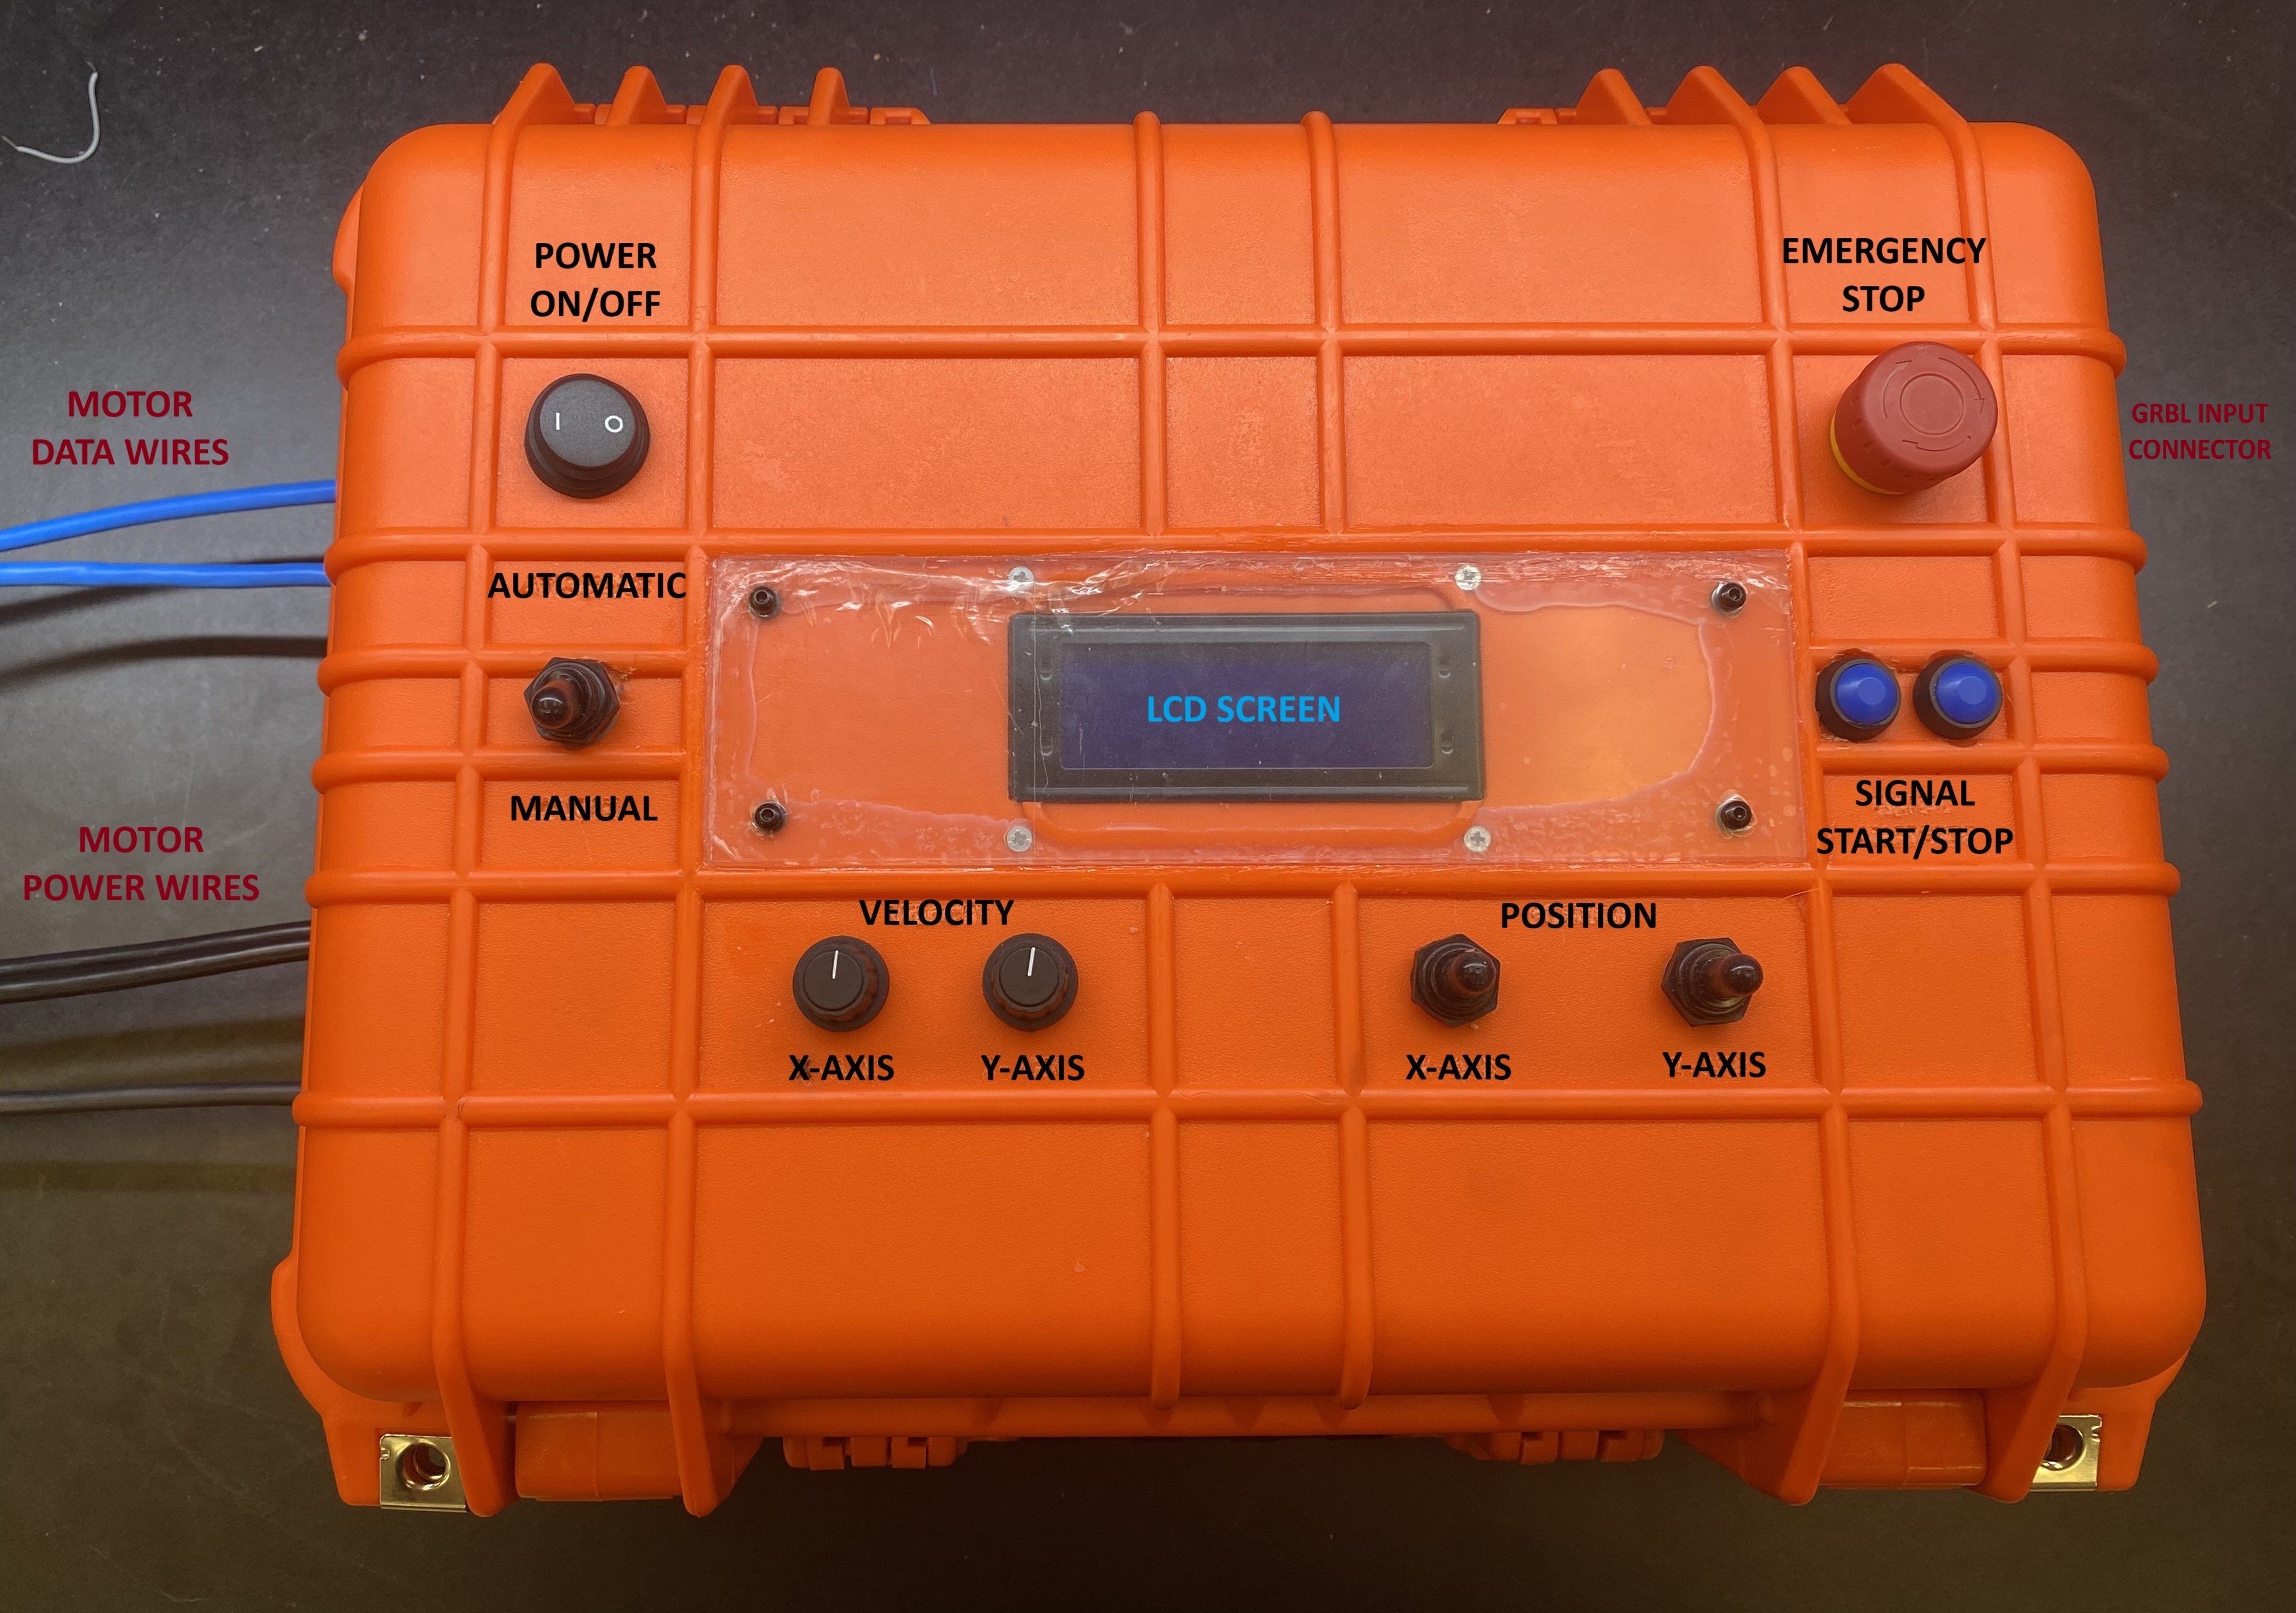 POWER
ON/OFF
EMERGENCY
STOP
MOTOR
DATA WIRES
I O
GRBL INPUT
CONNECTOR
AUTOMATIC
LCD SCREEN
MANUAL
SIGNAL
START/STOP
MOTOR
POWER WIRES
VELOCITY
POSITION
X-AXIS
Y-AXIS
X-AXIS
Y-AXIS